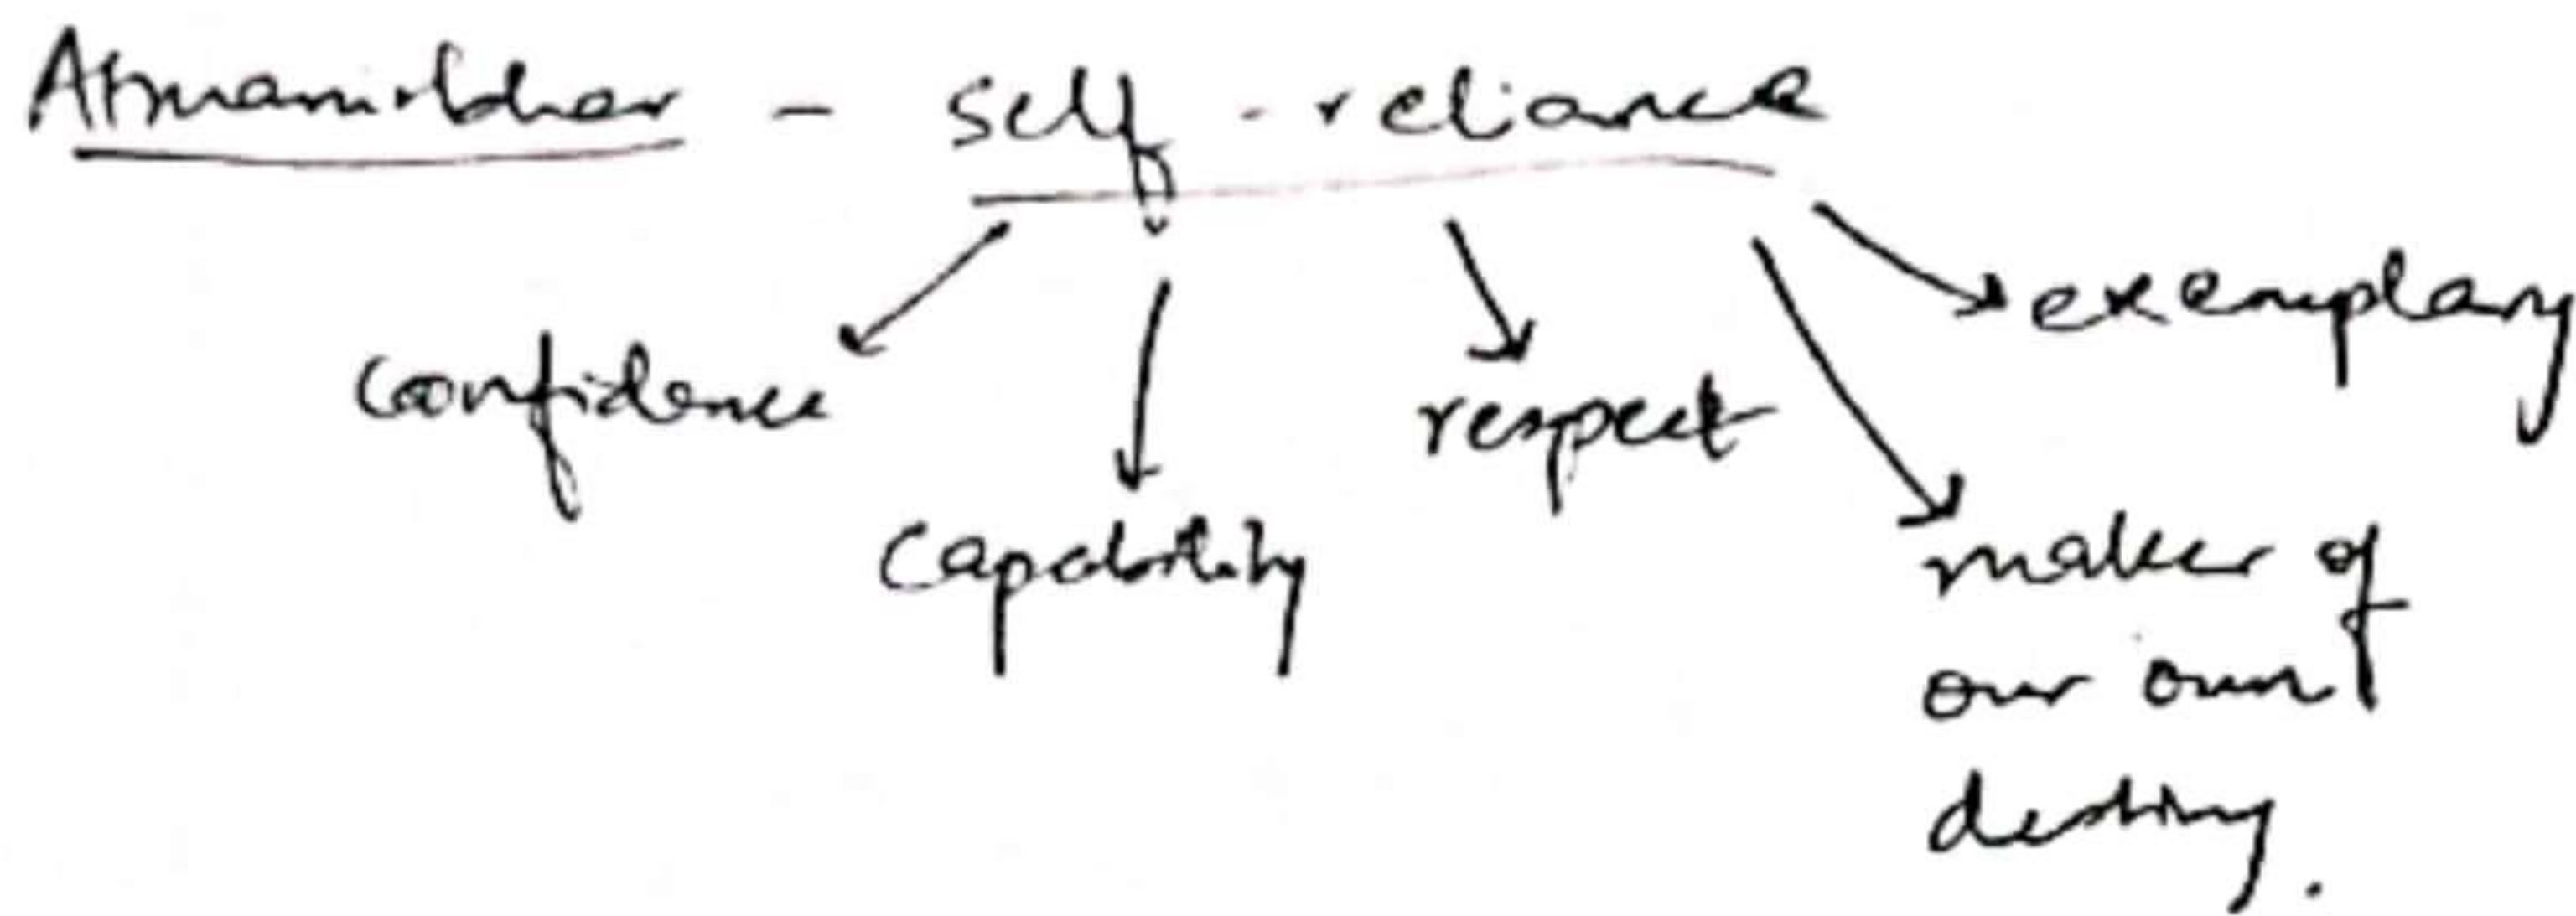 Atmanirbhar - self-reliance
exemplary
confidence
respect
capability
maker of
our own
destiny.